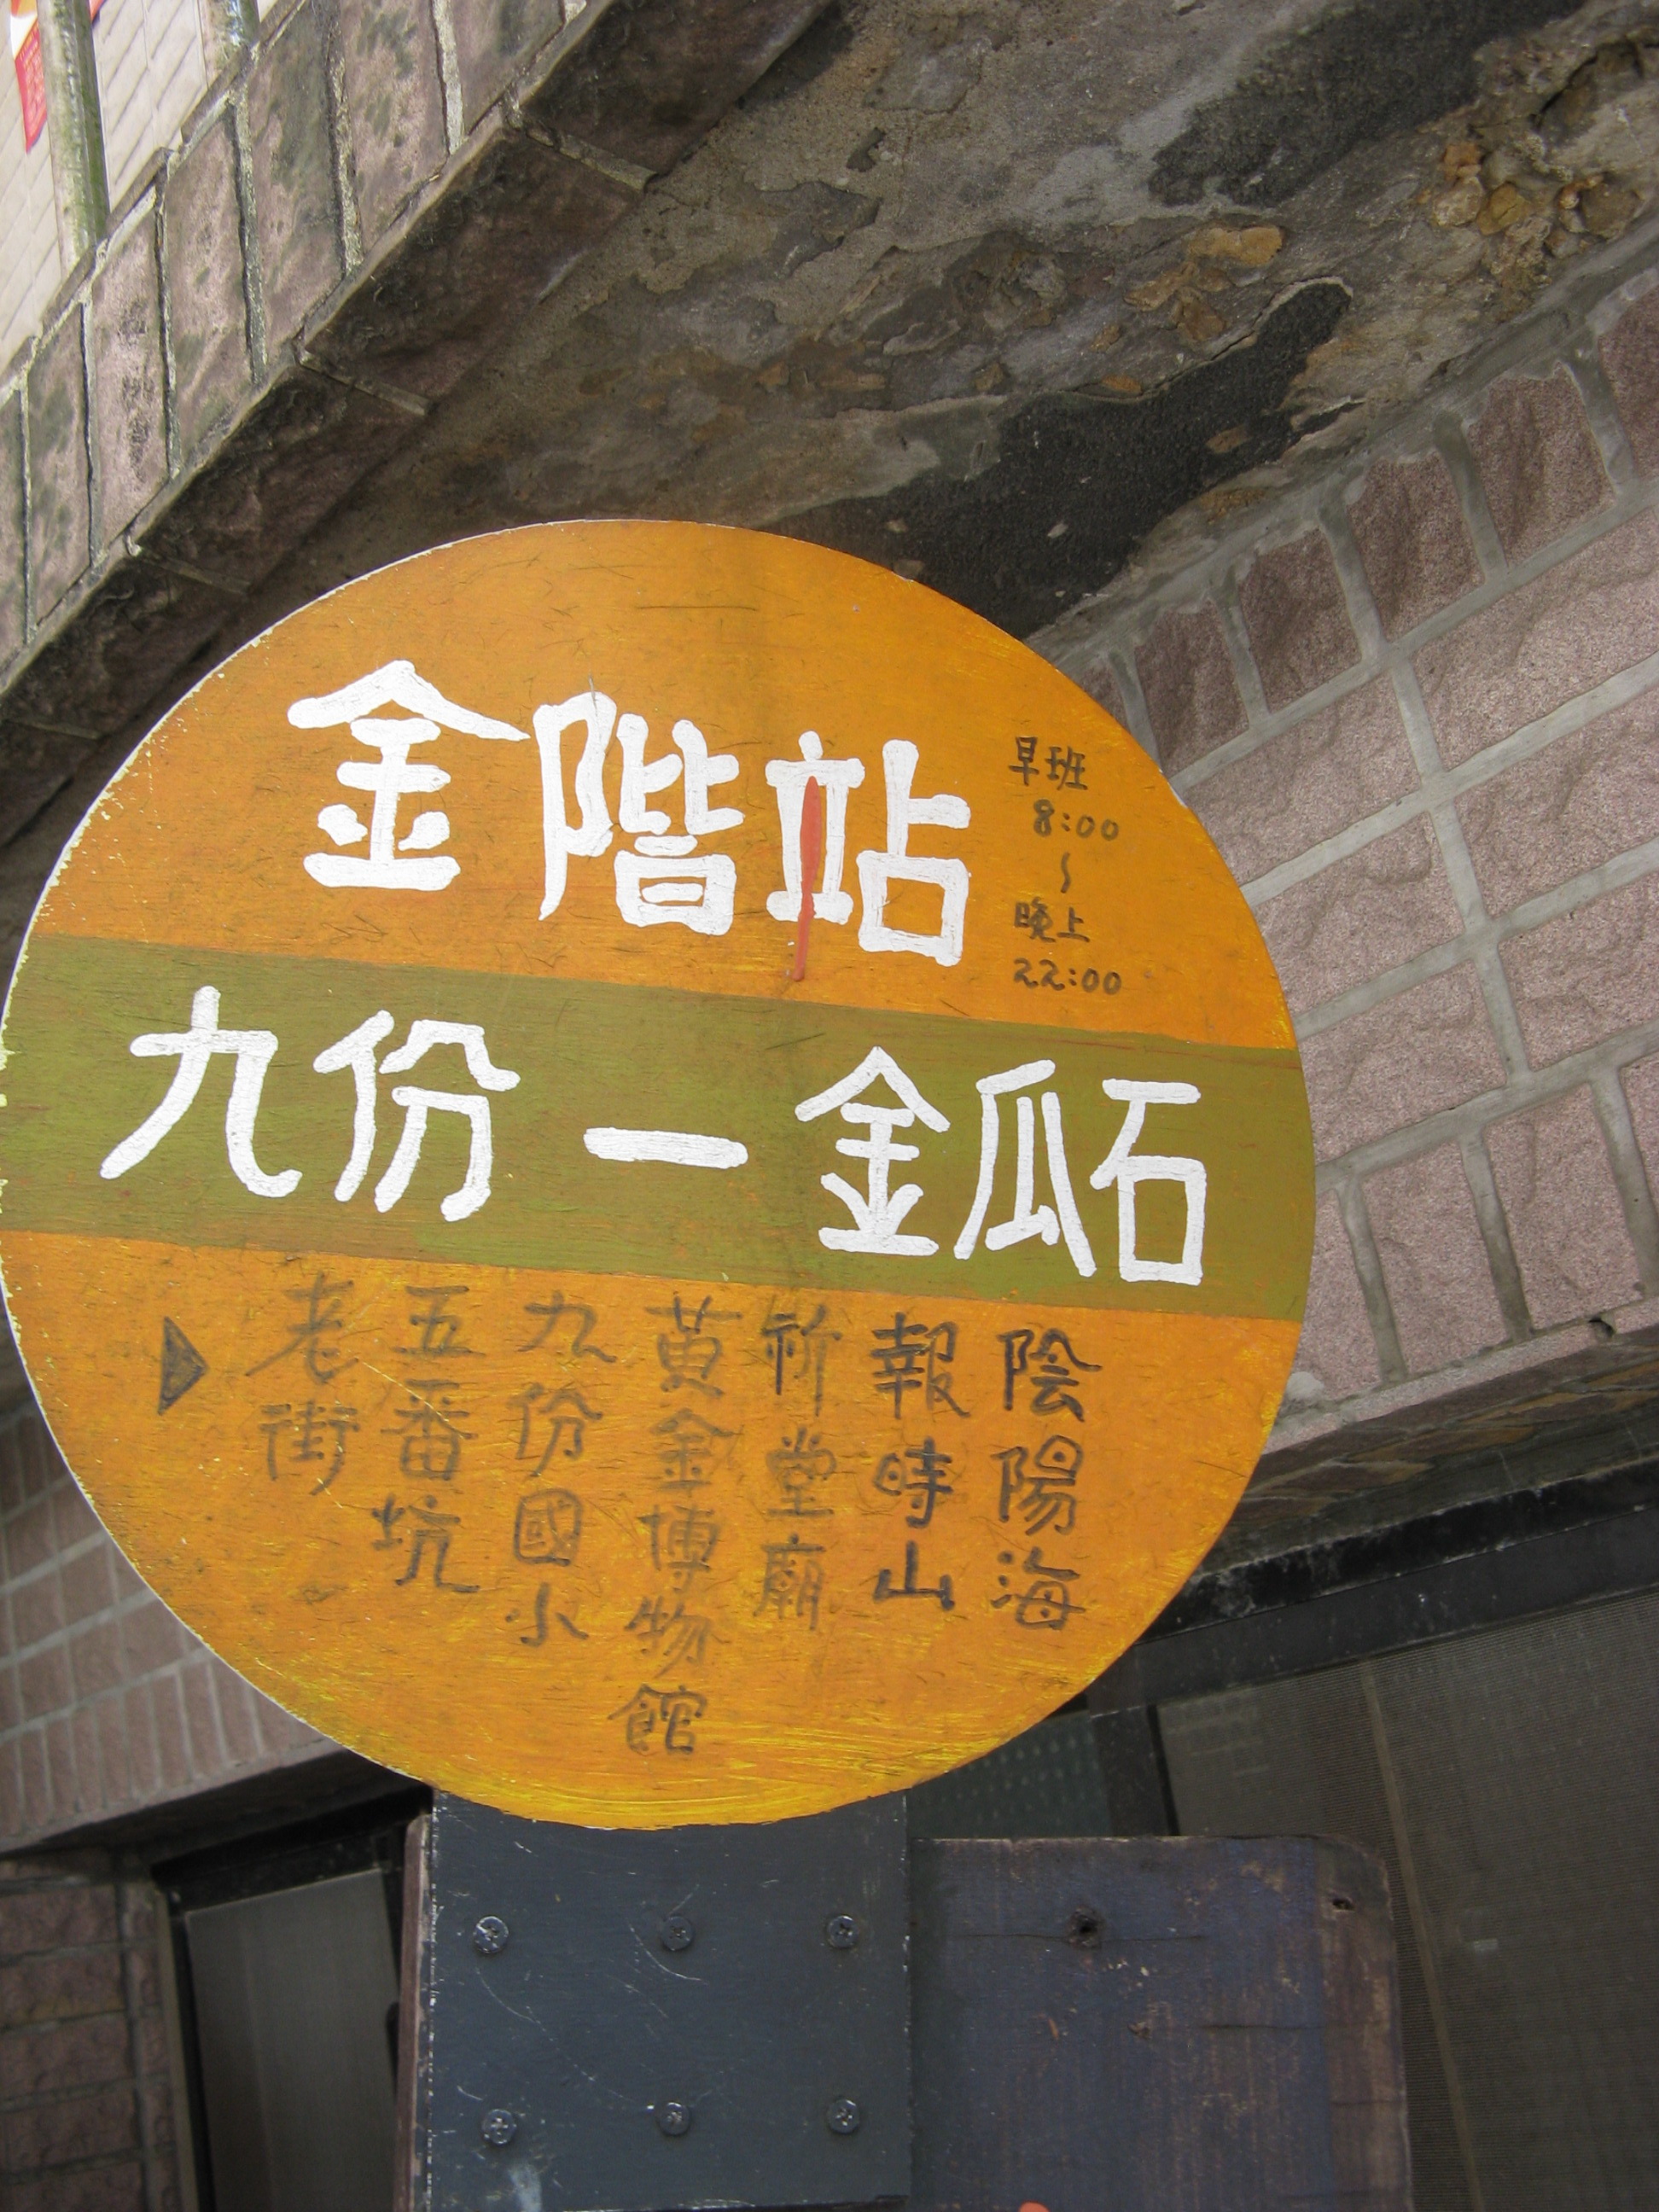 金階站
早班
8:00
~
晚上
22:00
九份—金瓜石
老街
五番坑
九份國小
黃金博物館
祈堂廟
報時山
陰陽海